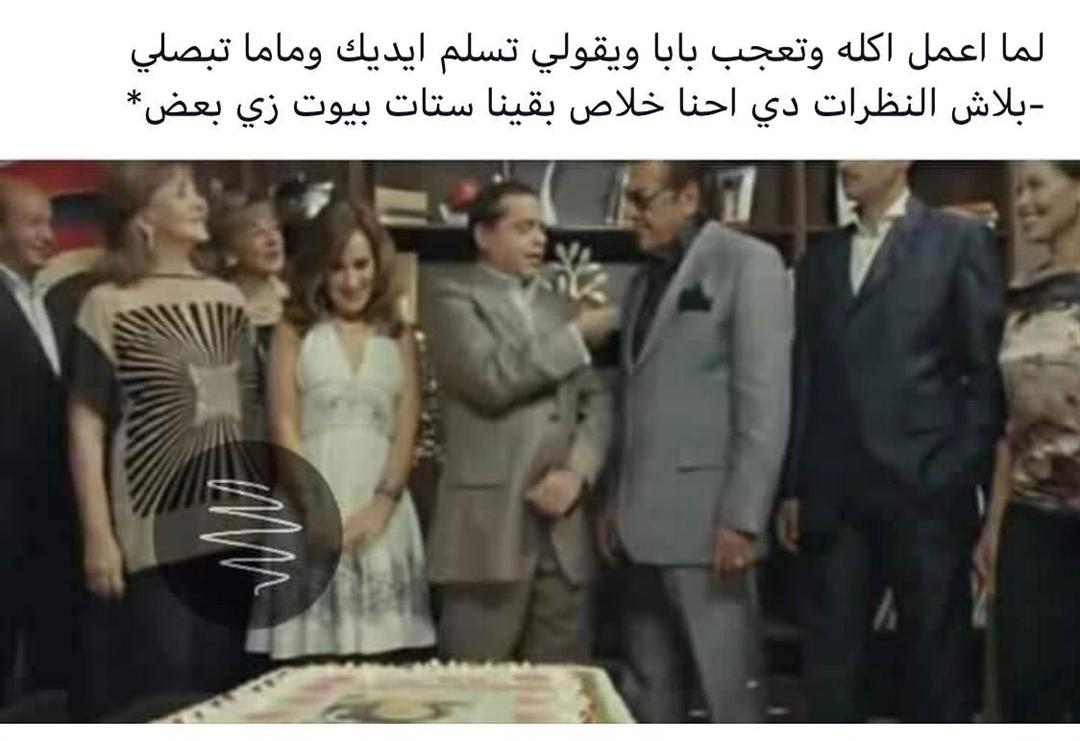 لما اعمل اكله وتعجب بابا ويقولي تسلم ايديك وماما تبصلي
-بلاش النظرات دي احنا خلاص بقينا ستات بيوت زي بعض*